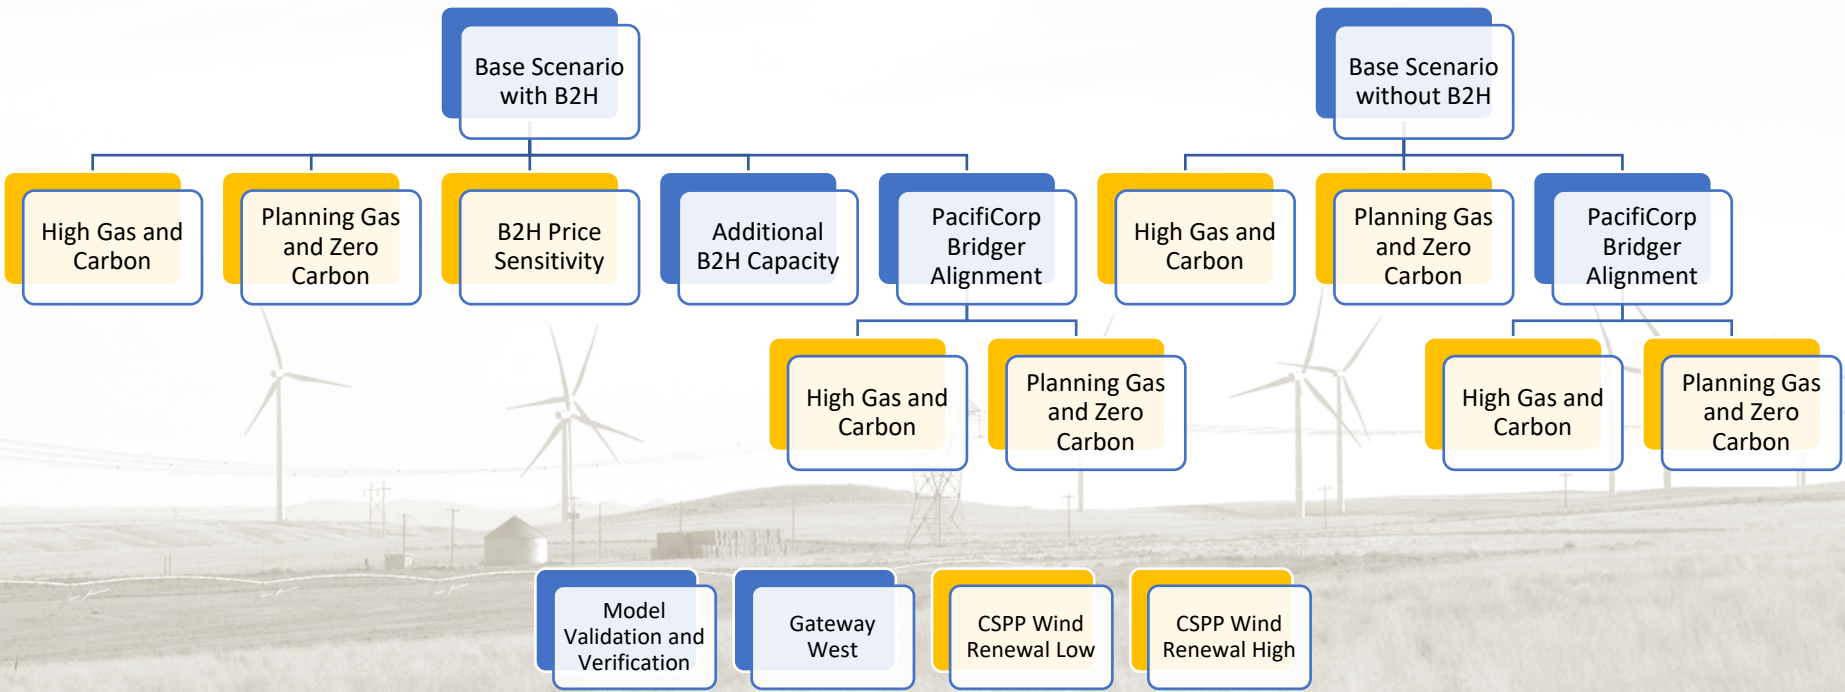 Base Scenario
with B2H
Base Scenario
without B2H
High Gas and
Carbon
Planning Gas
and Zero
Carbon
B2H Price
Sensitivity
Additional
B2H Capacity
PacifiCorp
Bridger
Alignment
High Gas and
Carbon
Planning Gas
and Zero
Carbon
PacifiCorp
Bridger
Alignment
High Gas and
Carbon
Planning Gas
and Zero
Carbon
High Gas and
Carbon
Planning Gas
and Zero
Carbon
Model
Validation and
Verification
Gateway
West
CSPP Wind
Renewal Low
CSPP Wind
Renewal High